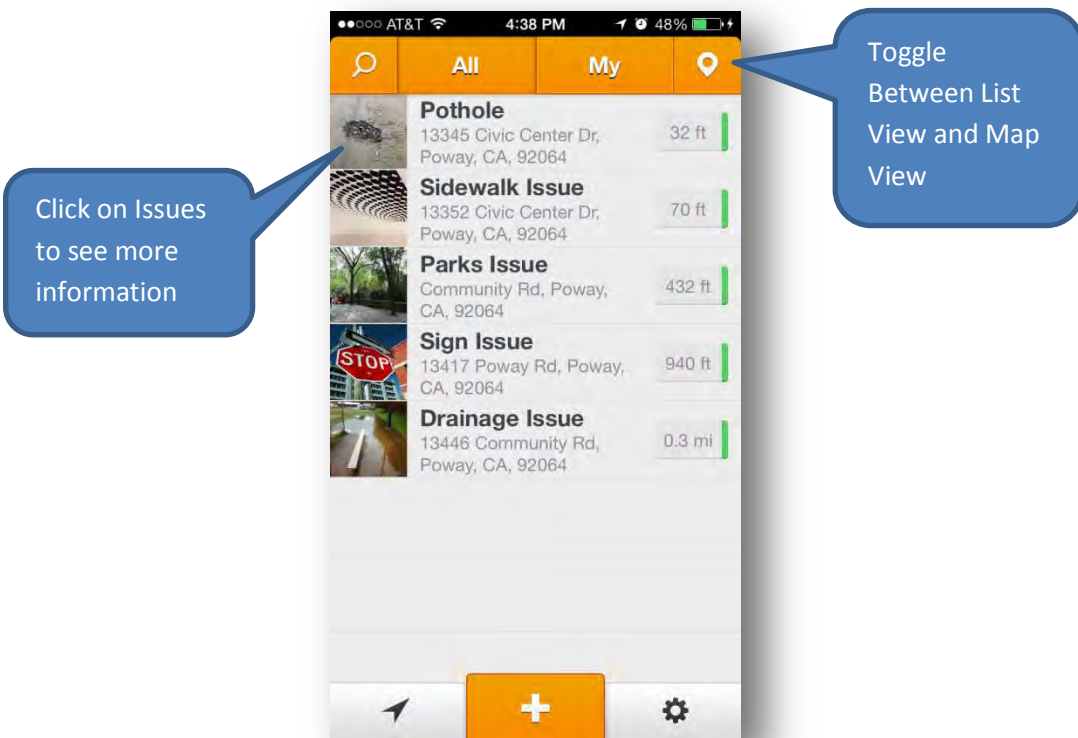 AT&T 4:38 PM 48%
All My
Pothole
13345 Civic Center Dr,
Poway, CA, 92064
32 ft
Sidewalk Issue
13352 Civic Center Dr,
Poway, CA, 92064
70 ft
Parks Issue
Community Rd, Poway,
CA, 92064
432 ft
STOP
Sign Issue
13417 Poway Rd, Poway,
CA, 92064
940 ft
Drainage Issue
13446 Community Rd,
Poway, CA, 92064
0.3 mi
Click on Issues
to see more
information
Toggle
Between List
View and Map
View